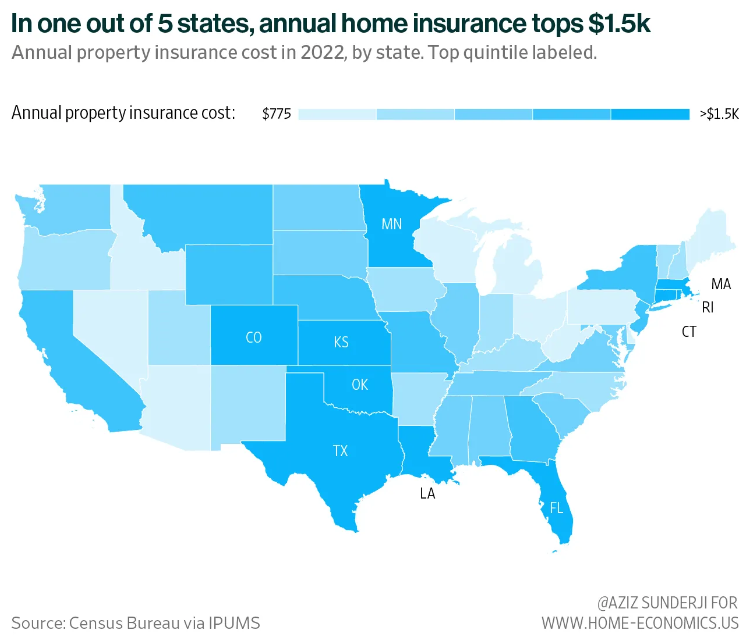 In one out of 5 states, annual home insurance tops $1.5k
Annual property insurance cost in 2022, by state. Top quintile labeled.
Annual property insurance cost: $775 >$1.5K
MN
MA
RI
CT
CO
KS
OK
TX
LA
FL
@AZIZ SUNDERJI FOR
Source: Census Bureau via IPUMS WWW.HOME-ECONOMICS.US